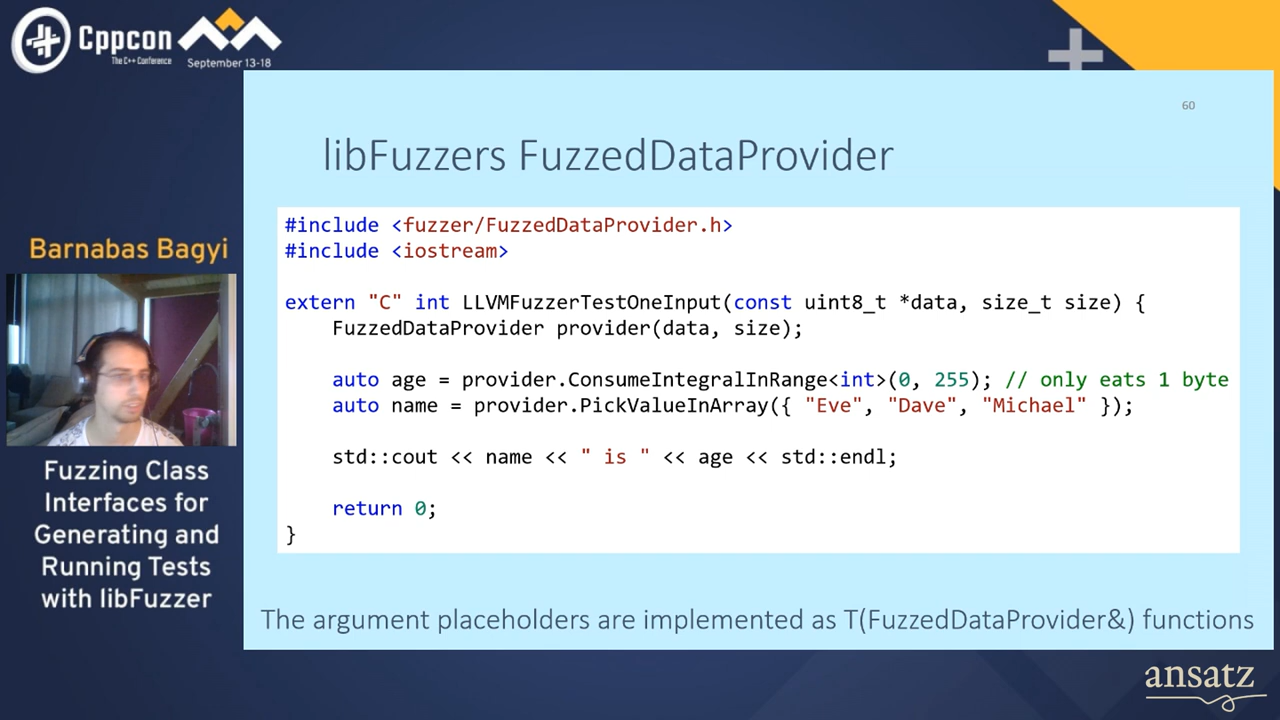 Cppcon
The C++ Conference
September 13-18
60
libFuzzers FuzzedDataProvider
#include <fuzzer/FuzzedDataProvider.h>
#include <iostream>
extern "C" int LLVMFuzzerTestOneInput(const uint8_t *data, size_t size) {
    FuzzedDataProvider provider(data, size);
    auto age = provider.ConsumeIntegralInRange<int>(0, 255); // only eats 1 byte
    auto name = provider.PickValueInArray({ "Eve", "Dave", "Michael" });
    std::cout << name << " is " << age << std::endl;
    return 0;
}
The argument placeholders are implemented as T(FuzzedDataProvider&) functions
Barnabas Bagyi
Fuzzing Class
Interfaces for
Generating and
Running Tests
with libFuzzer
ansatz